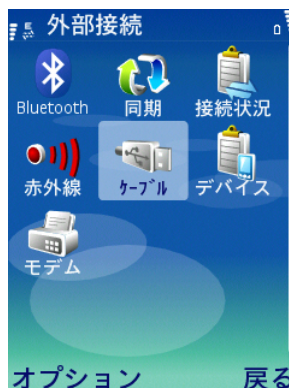 外部接続
Bluetooth 同期 接続状況
赤外線 ｹｰﾌﾞﾙ デバイス
モデム
オプション 戻る